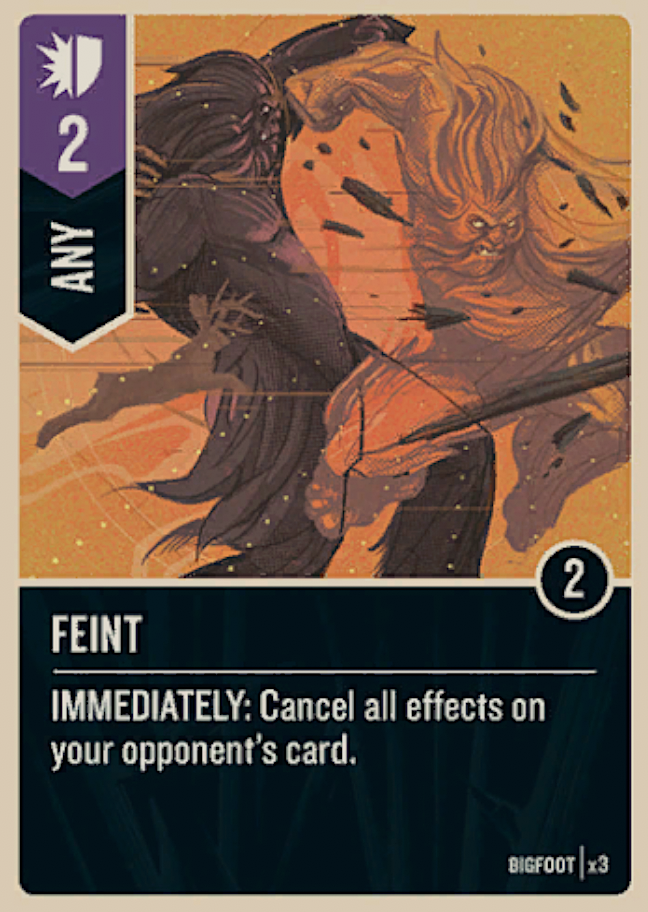 2
ANY
2
FEINT
IMMEDIATELY: Cancel all effects on
your opponent's card.
BIGFOOT | x3